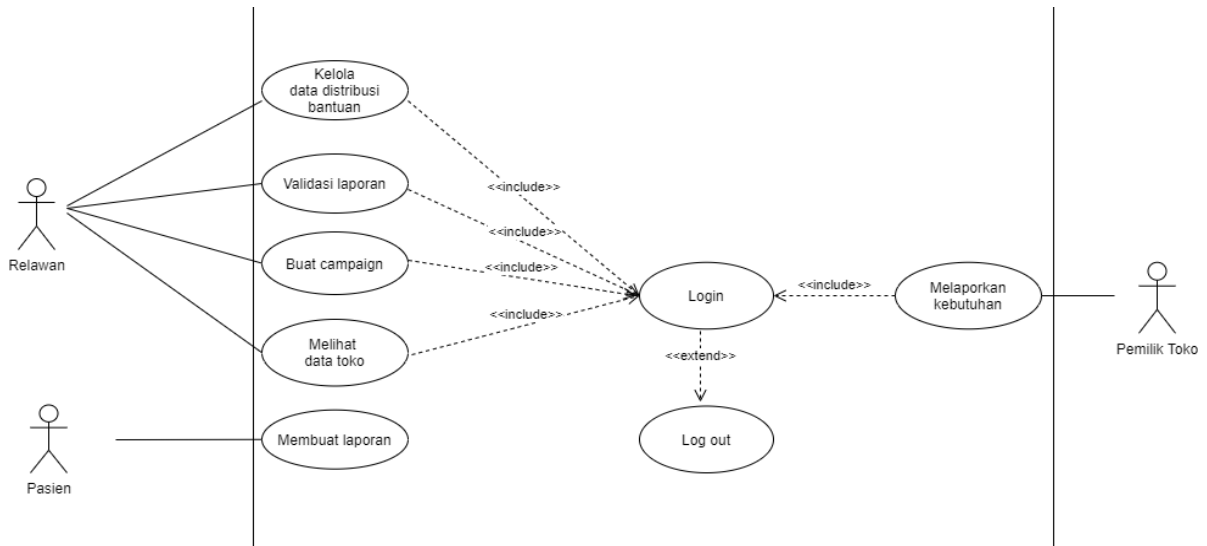 Kelola
data distribusi
bantuan
<<include>>
Validasi laporan
Relawan
<<include>>
Buat campaign
<<include>>
Login
<<include>>
Melaporkan
kebutuhan
<<include>>
Melihat
data toko
Pemilik Toko
<<extend>>
Membuat laporan
Log out
Pasien